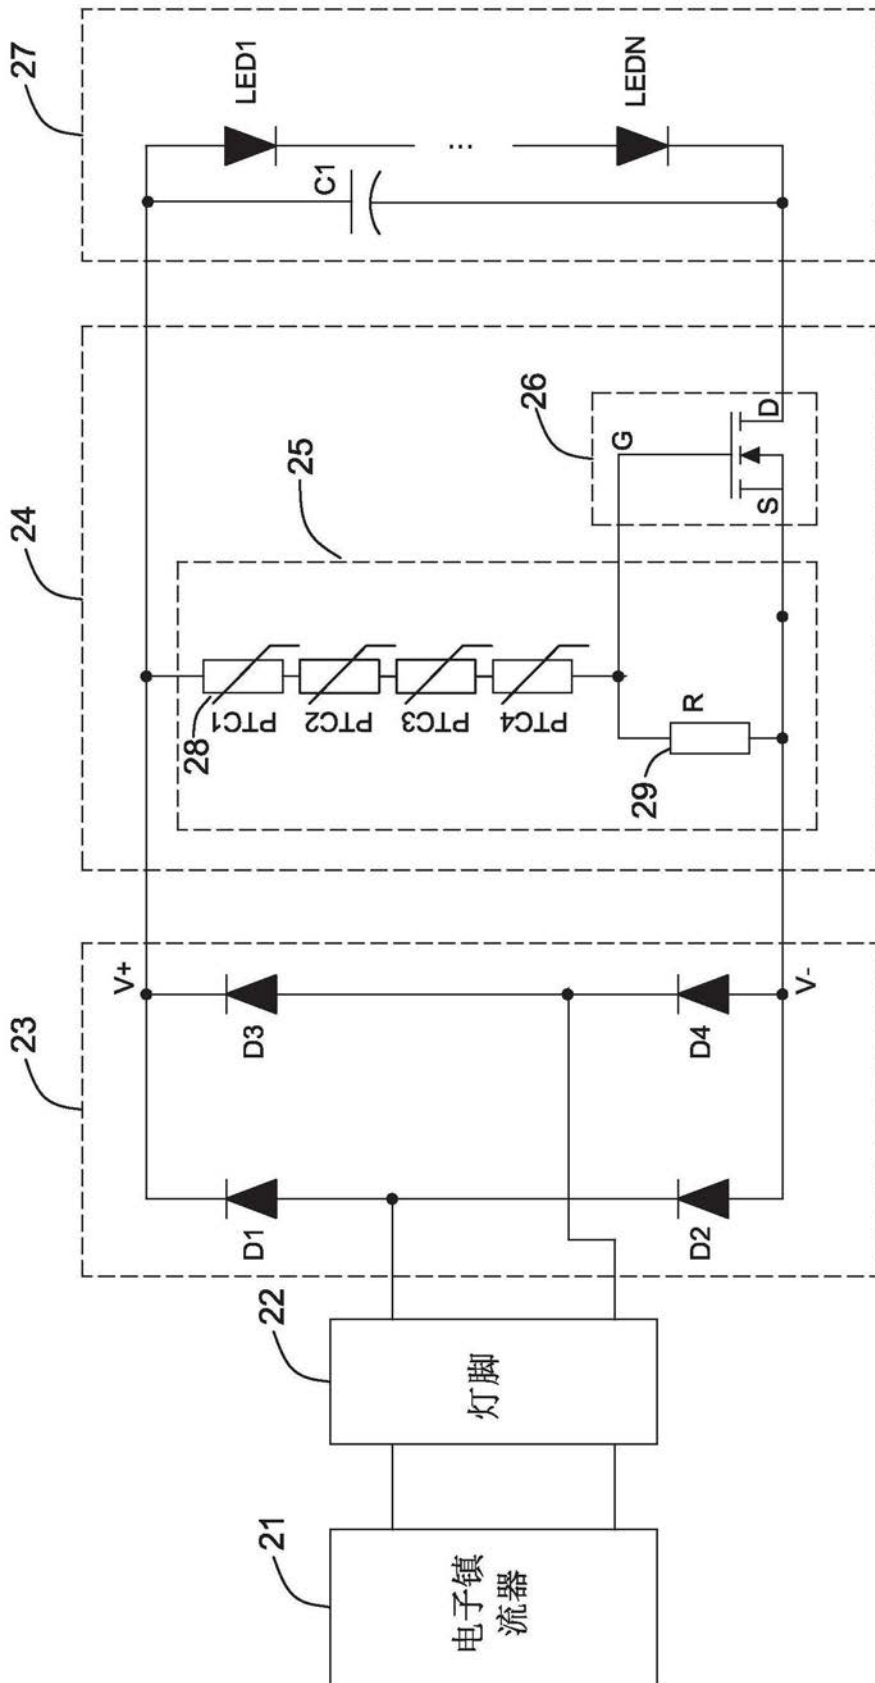 21
电子镇
流器
22
灯脚
23
D1
D2
D3
D4
V+
V-
24
25
28
PTC1
PTC2
PTC3
PTC4
29
R
26
G
S
D
27
C1
LED1
...
LEDN